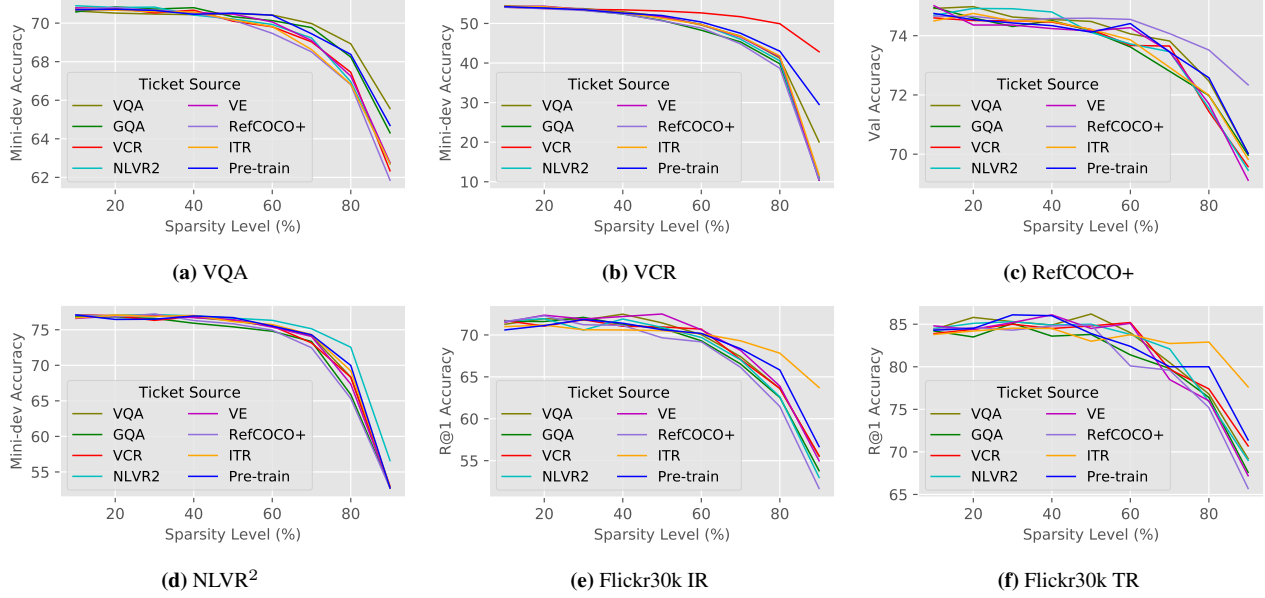 Mini-dev Accuracy
70
68
66
64
62
Ticket Source
VQA
GQA
VCR
NLVR2
VE
RefCOCO+
ITR
Pre-train
20 40 60 80
Sparsity Level (%)
(a) VQA
Mini-dev Accuracy
50
40
30
20
10
Ticket Source
VQA
GQA
VCR
NLVR2
VE
RefCOCO+
ITR
Pre-train
20 40 60 80
Sparsity Level (%)
(b) VCR
Val Accuracy
74
72
70
Ticket Source
VQA
GQA
VCR
NLVR2
VE
RefCOCO+
ITR
Pre-train
20 40 60 80
Sparsity Level (%)
(c) RefCOCO+
Mini-dev Accuracy
75
70
65
60
55
Ticket Source
VQA
GQA
VCR
NLVR2
VE
RefCOCO+
ITR
Pre-train
20 40 60 80
Sparsity Level (%)
(d) NLVR²
R@1 Accuracy
70
65
60
55
Ticket Source
VQA
GQA
VCR
NLVR2
VE
RefCOCO+
ITR
Pre-train
20 40 60 80
Sparsity Level (%)
(e) Flickr30k IR
R@1 Accuracy
85
80
75
70
65
Ticket Source
VQA
GQA
VCR
NLVR2
VE
RefCOCO+
ITR
Pre-train
20 40 60 80
Sparsity Level (%)
(f) Flickr30k TR